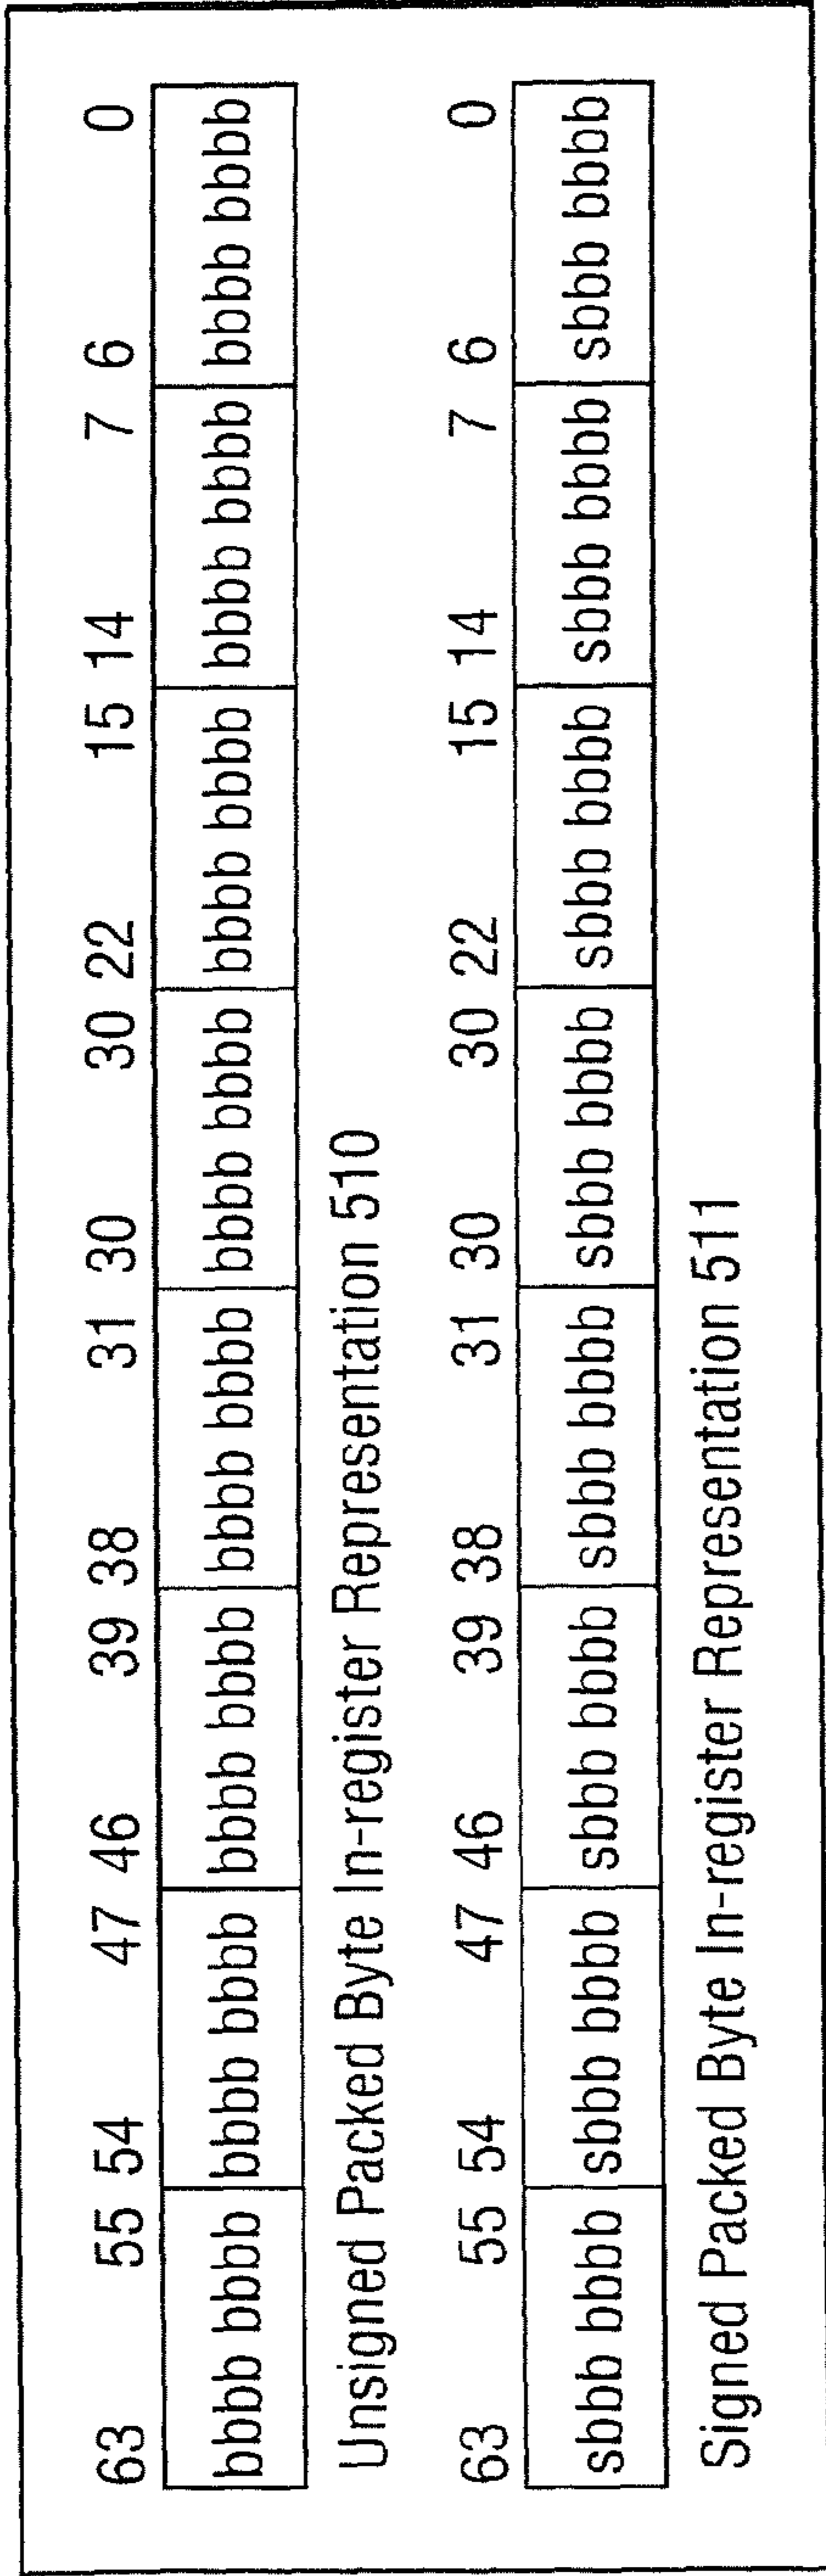 63 55 54 47 46 39 38 31 30 30 22 15 14 7 6 0
bbbb bbbb bbbb bbbb bbbb bbbb bbbb bbbb bbbb bbbb bbbb bbbb bbbb bbbb bbbb bbbb
Unsigned Packed Byte In-register Representation 510
63 55 54 47 46 39 38 31 30 30 22 15 14 7 6 0
sbbb bbbb sbbb bbbb sbbb bbbb sbbb bbbb sbbb bbbb sbbb bbbb sbbb bbbb sbbb bbbb
Signed Packed Byte In-register Representation 511